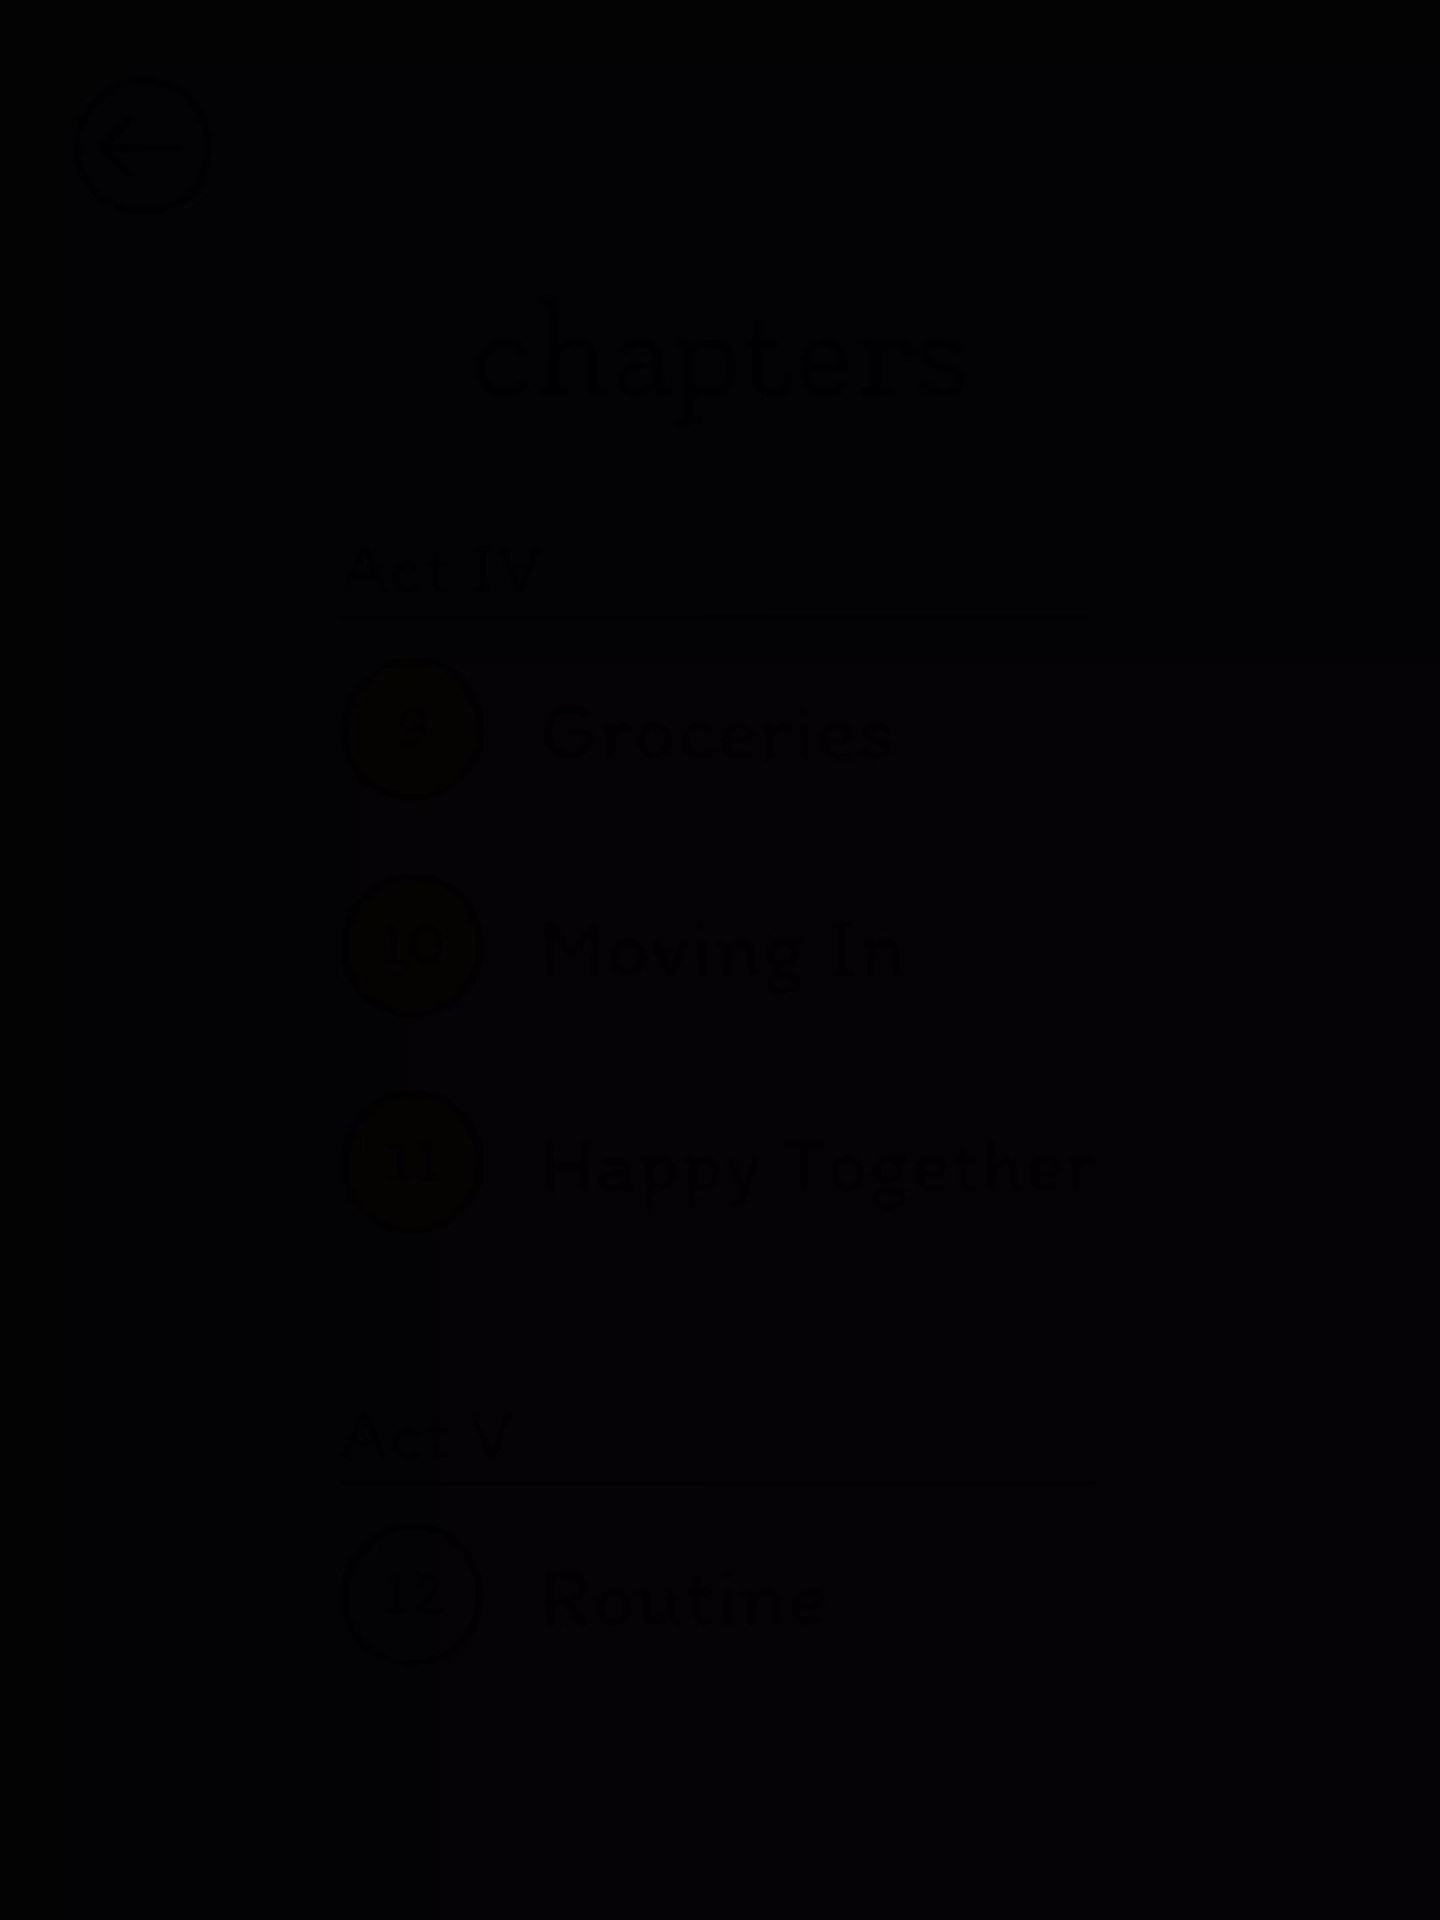 chapters
Act IV
9 Groceries
10 Moving In
11 Happy Together
Act V
12 Routine